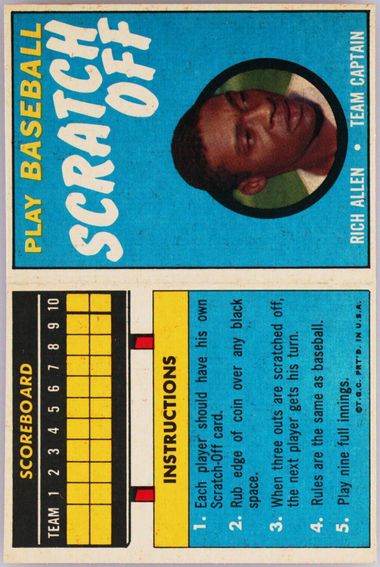 PLAY BASEBALL
SCRATCH
OFF
RICH ALLEN • TEAM CAPTAIN
SCOREBOARD
TEAM 1 2 3 4 5 6 7 8 9 10
INSTRUCTIONS
1. Each player should have his own
Scratch-Off card.
2. Rub edge of coin over any black
space.
3. When three outs are scratched off,
the next player gets his turn.
4. Rules are the same as baseball.
5. Play nine full innings.
©T.C.G. PRT'D. IN U.S.A.